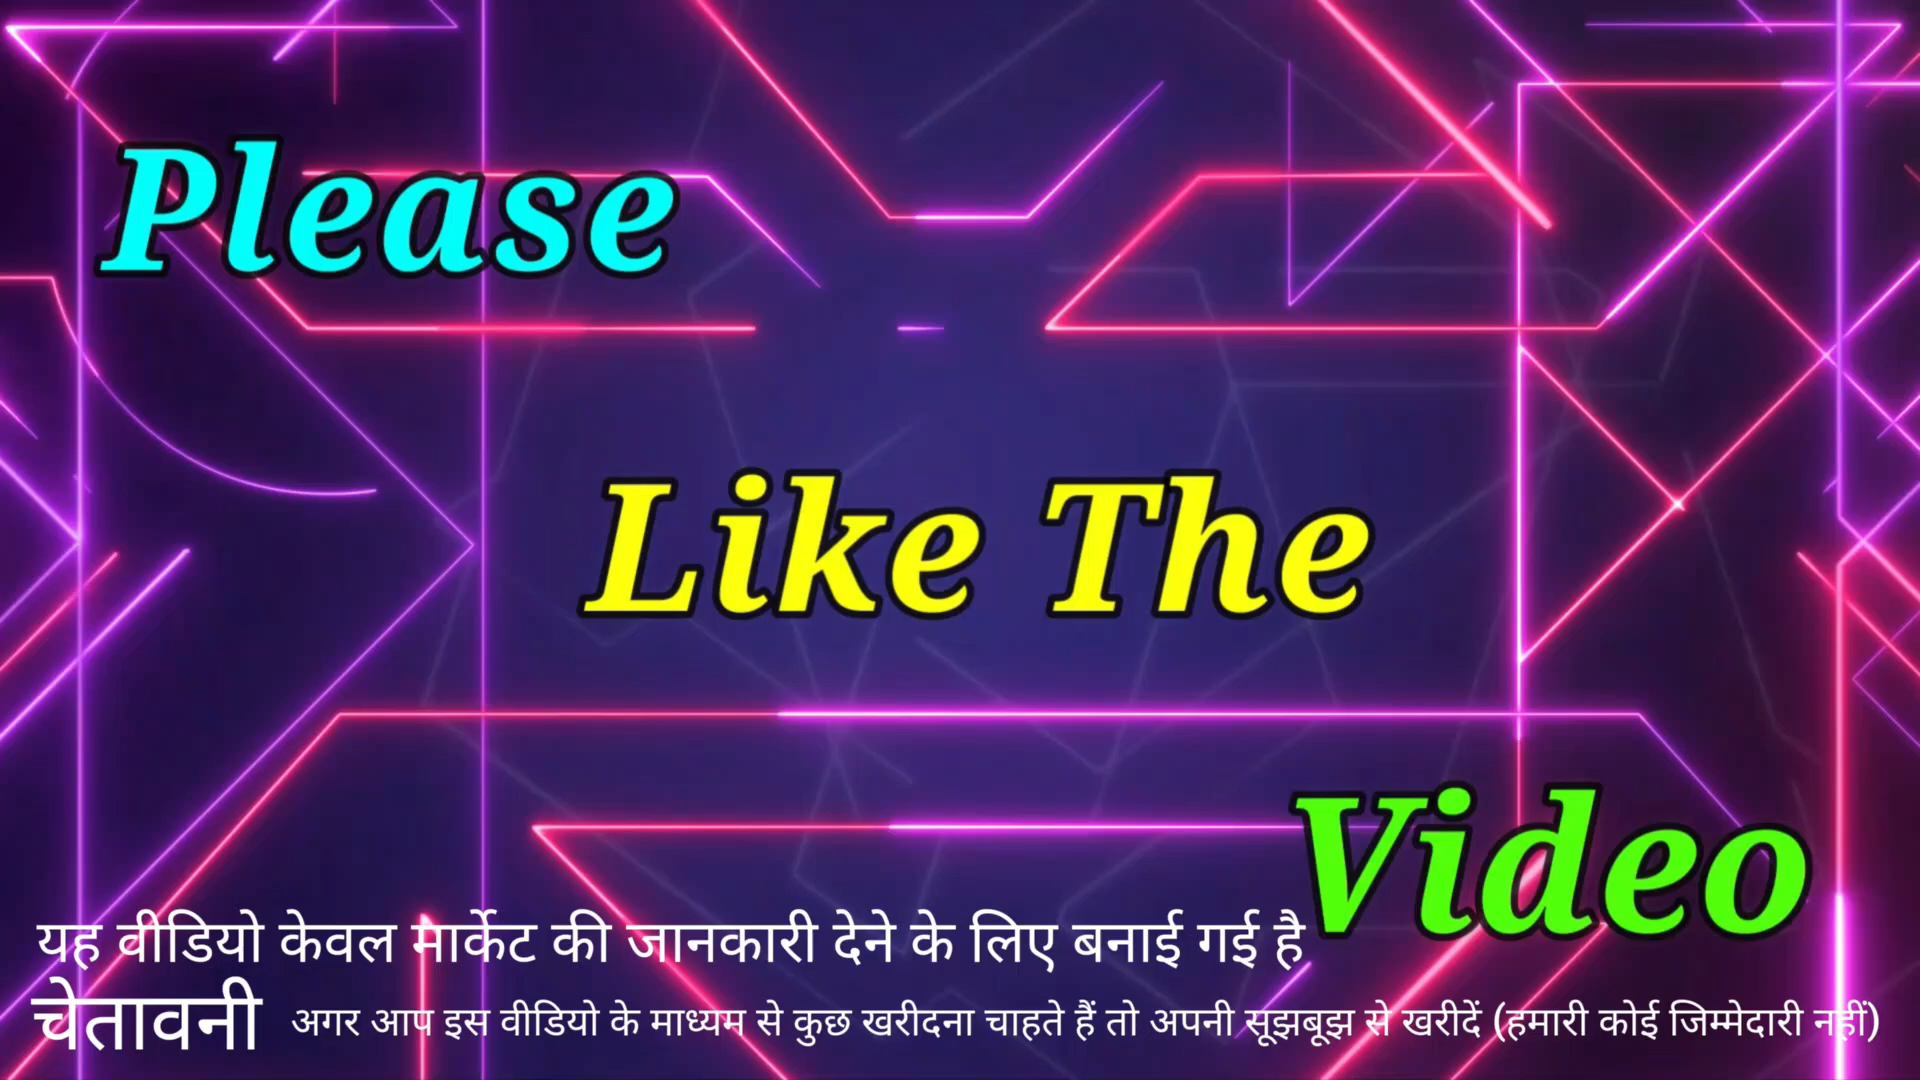 Please
Like The
Video
यह वीडियो केवल मार्केट की जानकारी देने के लिए बनाई गई है
चेतावनी अगर आप इस वीडियो के माध्यम से कुछ खरीदना चाहते हैं तो अपनी सूझबूझ से खरीदें (हमारी कोई जिम्मेदारी नहीं)